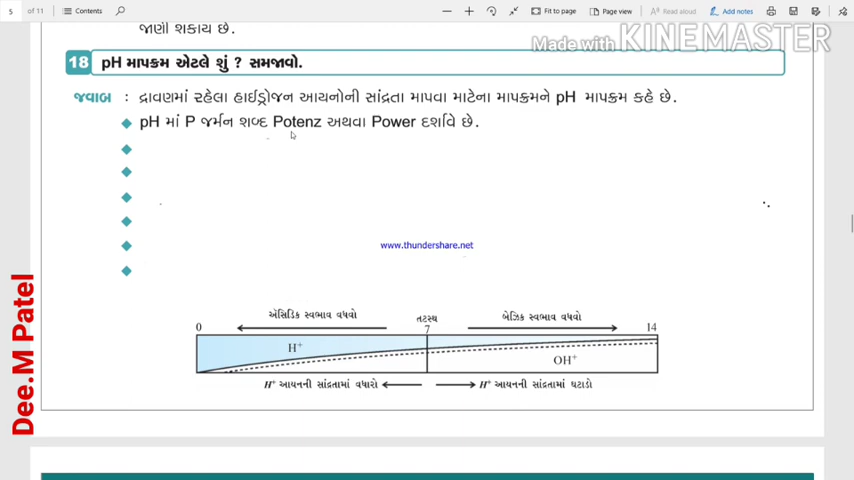 5 of 11
Contents
Fit to page
Page view
Read aloud
Add notes
જાણી શકાય છે.
Made with KINEMASTER
18 pH માપક્રમ એટલે શું ? સમજાવો.
જવાબ : દ્રાવણમાં રહેલા હાઈડ્રોજન આયનોની સાંદ્રતા માપવા માટેના માપક્રમને pH માપક્રમ કહે છે.
◆ pH માં P જર્મન શબ્દ Potenz અથવા Power દર્શાવે છે.
www.thundershare.net
Dee.M Patel
ઍસિડિક સ્વભાવ વધવો
તટસ્થ
બેઝિક સ્વભાવ વધવો
0
7
14
H⁺
OH⁺
H⁺ આયનની સાંદ્રતામાં વધારો
H⁺ આયનની સાંદ્રતામાં ઘટાડો